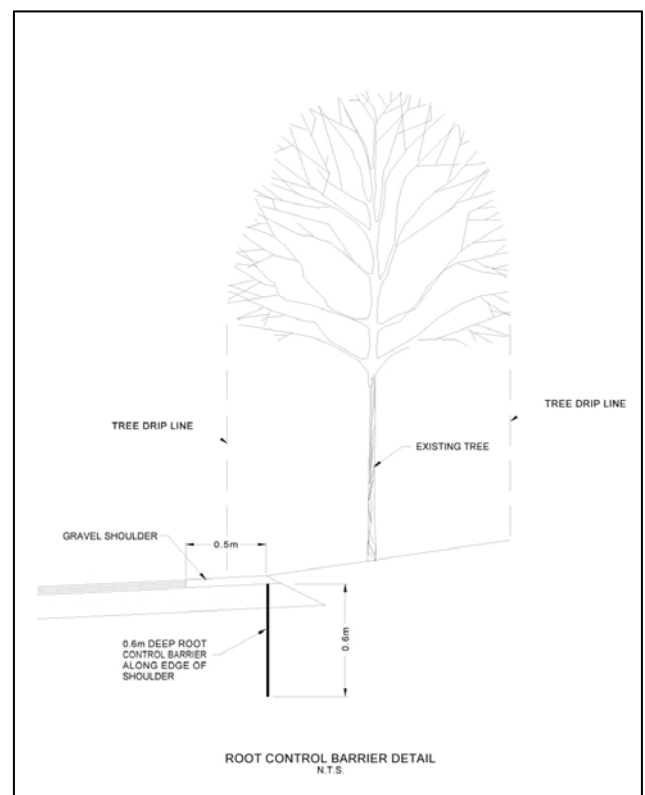 TREE DRIP LINE
TREE DRIP LINE
EXISTING TREE
GRAVEL SHOULDER
0.5m
0.6m DEEP ROOT
CONTROL BARRIER
ALONG EDGE OF
SHOULDER
0.6m
ROOT CONTROL BARRIER DETAIL
N.T.S.